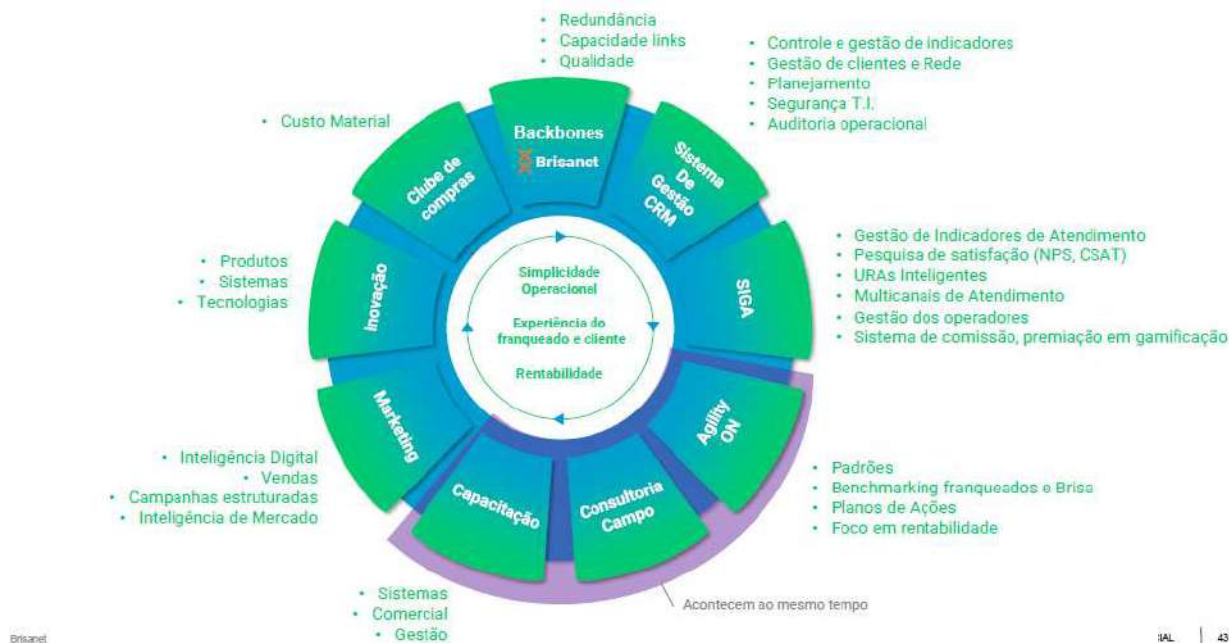 • Redundância
• Capacidade links
• Qualidade
• Controle e gestão de indicadores
• Gestão de clientes e Rede
• Planejamento
• Segurança T.I.
• Auditoria operacional
• Custo Material
Backbones
Brisanet
Sistema
De
Gestão
CRM
Clube de
compras
• Gestão de Indicadores de Atendimento
• Pesquisa de satisfação (NPS, CSAT)
• URAs Inteligentes
• Multicanais de Atendimento
• Gestão dos operadores
• Sistema de comissão, premiação em gamificação
SIGA
• Produtos
• Sistemas
• Tecnologias
Inovação
Simplicidade
Operacional
Experiência do
franqueado e cliente
Rentabilidade
Marketing
Agility
ON
• Inteligência Digital
• Vendas
• Campanhas estruturadas
• Inteligência de Mercado
Capacitação
Consultoria
Campo
• Padrões
• Benchmarking franqueados e Brisa
• Planos de Ações
• Foco em rentabilidade
• Sistemas
• Comercial
• Gestão
Acontecem ao mesmo tempo
Brisanet
IAL | 43